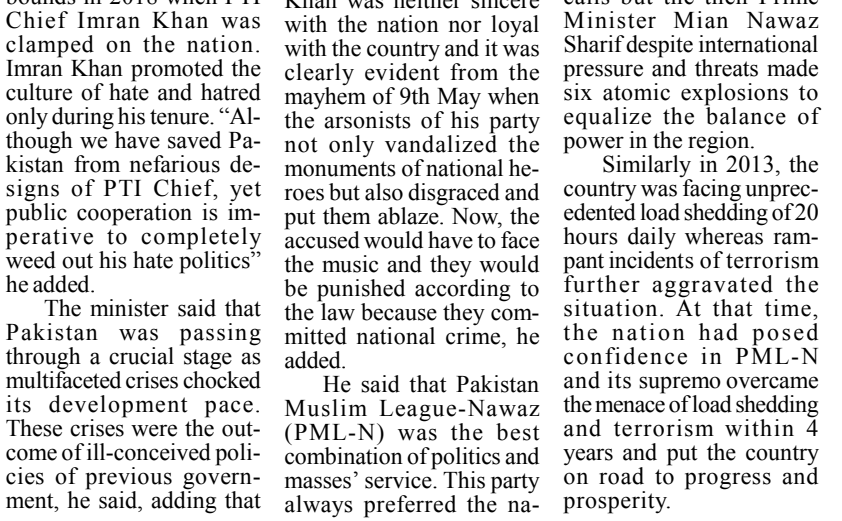 bounds in 2018 when PTI
Chief Imran Khan was
clamped on the nation.
Imran Khan promoted the
culture of hate and hatred
only during his tenure. “Al-
though we have saved Pa-
kistan from nefarious de-
signs of PTI Chief, yet
public cooperation is im-
perative to completely
weed out his hate politics”
he added.
The minister said that
Pakistan was passing
through a crucial stage as
multifaceted crises chocked
its development pace.
These crises were the out-
come of ill-conceived poli-
cies of previous govern-
ment, he said, adding that
Khan was neither sincere
with the nation nor loyal
with the country and it was
clearly evident from the
mayhem of 9th May when
the arsonists of his party
not only vandalized the
monuments of national he-
roes but also disgraced and
put them ablaze. Now, the
accused would have to face
the music and they would
be punished according to
the law because they com-
mitted national crime, he
added.
He said that Pakistan
Muslim League-Nawaz
(PML-N) was the best
combination of politics and
masses’ service. This party
always preferred the na-
calls but the then Prime
Minister Mian Nawaz
Sharif despite international
pressure and threats made
six atomic explosions to
equalize the balance of
power in the region.
Similarly in 2013, the
country was facing unprec-
edented load shedding of 20
hours daily whereas ram-
pant incidents of terrorism
further aggravated the
situation. At that time,
the nation had posed
confidence in PML-N
and its supremo overcame
the menace of load shedding
and terrorism within 4
years and put the country
on road to progress and
prosperity.